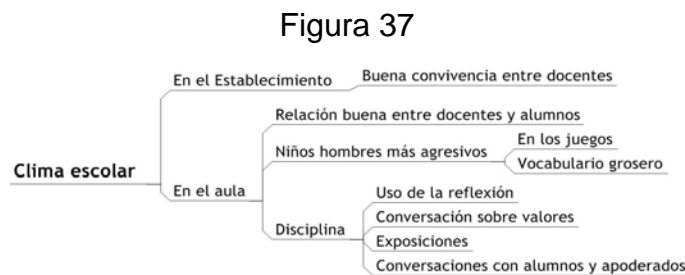 Figura 37
Clima escolar
En el Establecimiento
Buena convivencia entre docentes
En el aula
Relación buena entre docentes y alumnos
Niños hombres más agresivos
En los juegos
Vocabulario grosero
Disciplina
Uso de la reflexión
Conversación sobre valores
Exposiciones
Conversaciones con alumnos y apoderados